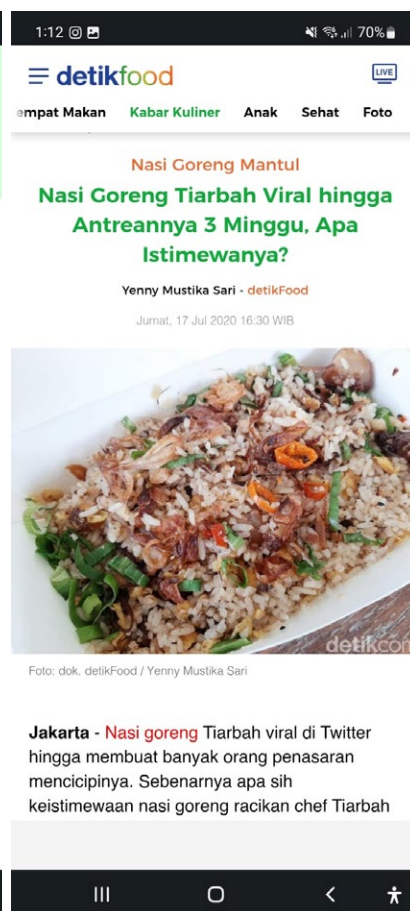 1:12
70%
detikfood
LIVE
empat Makan Kabar Kuliner Anak Sehat Foto
Nasi Goreng Mantul
Nasi Goreng Tiarbah Viral hingga
Antreannya 3 Minggu, Apa
Istimewanya?
Yenny Mustika Sari - detikFood
Jumat, 17 Jul 2020 16:30 WIB
detikcom
Foto: dok. detikFood / Yenny Mustika Sari
Jakarta - Nasi goreng Tiarbah viral di Twitter
hingga membuat banyak orang penasaran
mencicipinya. Sebenarnya apa sih
keistimewaan nasi goreng racikan chef Tiarbah